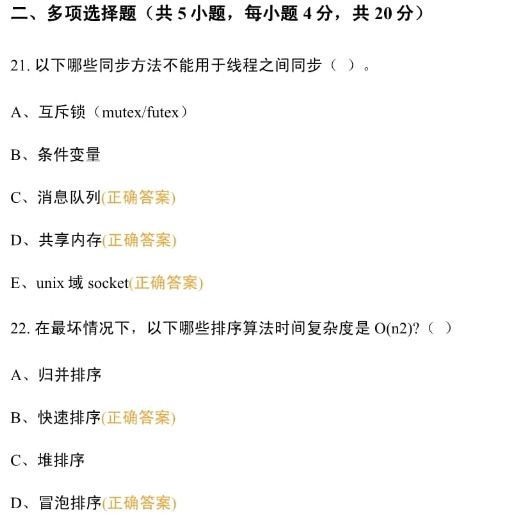 二、多项选择题（共 5 小题，每小题 4 分，共 20 分）
21. 以下哪些同步方法不能用于线程之间同步（ ）。
A、互斥锁（mutex/futex）
B、条件变量
C、消息队列(正确答案)
D、共享内存(正确答案)
E、unix 域 socket(正确答案)
22. 在最坏情况下，以下哪些排序算法时间复杂度是 O(n2)?（ ）
A、归并排序
B、快速排序(正确答案)
C、堆排序
D、冒泡排序(正确答案)